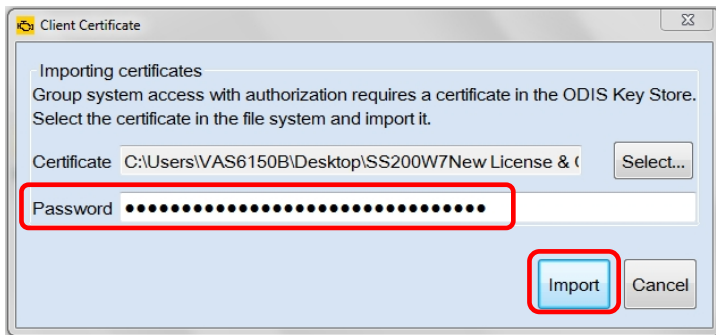 Client Certificate
Importing certificates
Group system access with authorization requires a certificate in the ODIS Key Store.
Select the certificate in the file system and import it.
Certificate C:\Users\VAS6150B\Desktop\SS200W7New License & Select...
Password ••••••••••••••••••••••••••••••••
Import Cancel